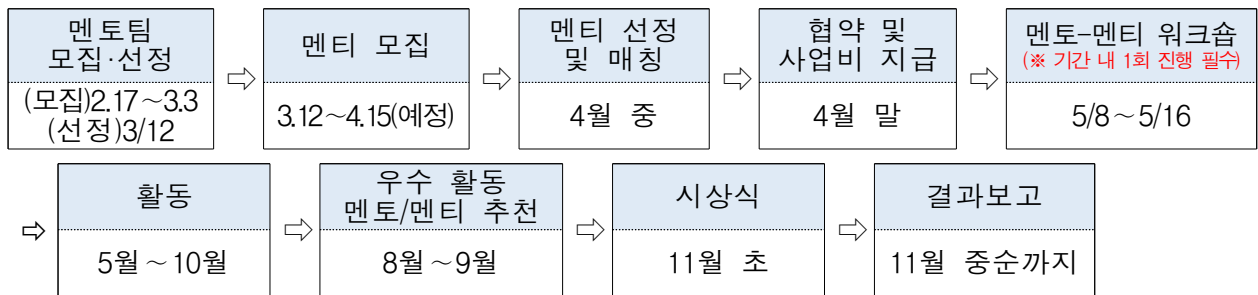 멘토팀
모집·선정
(모집)2.17~3.3
(선정)3/12
⇨
멘티 모집
3.12~4.15(예정)
⇨
멘티 선정
및 매칭
4월 중
⇨
협약 및
사업비 지급
4월 말
⇨
멘토-멘티 워크숍
(※ 기간 내 1회 진행 필수)
5/8~5/16
⇨
활동
5월~10월
⇨
우수 활동
멘토/멘티 추천
8월~9월
⇨
시상식
11월 초
⇨
결과보고
11월 중순까지